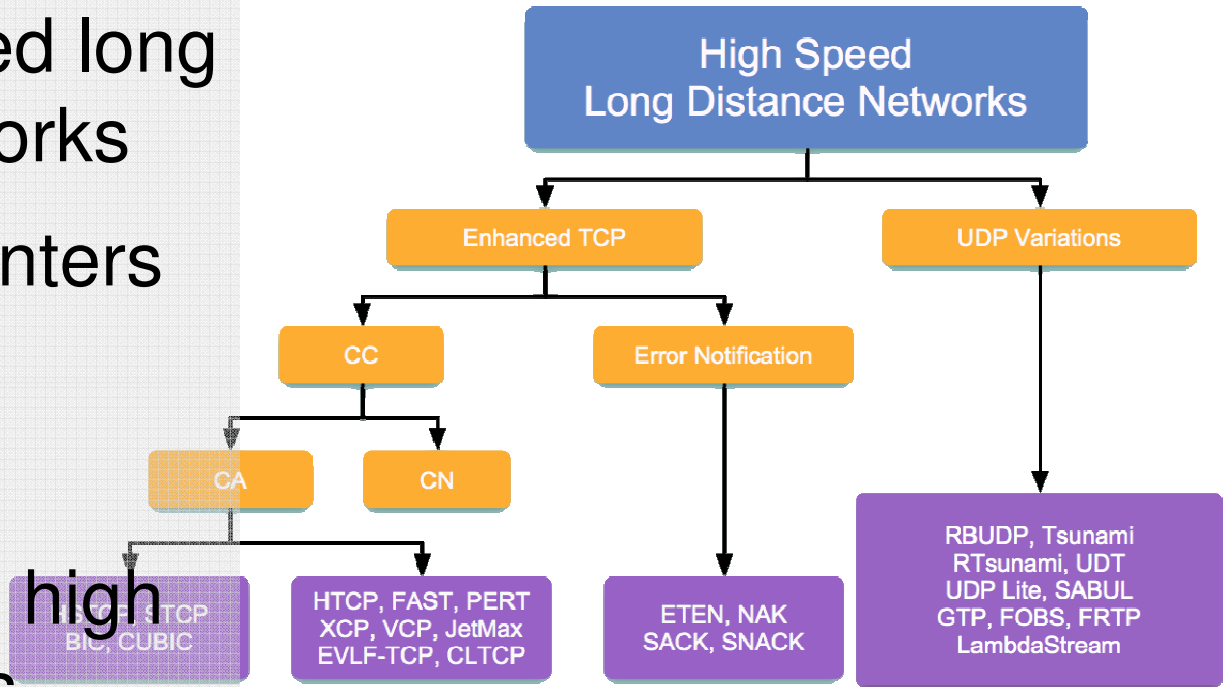 ed long
orks
nters
high
High Speed
Long Distance Networks
Enhanced TCP
UDP Variations
CC
Error Notification
CA
CN
STCP
BIC, CUBIC
HTCP, FAST, PERT
XCP, VCP, JetMax
EVLF-TCP, CLTCP
ETEN, NAK
SACK, SNACK
RBUDP, Tsunami
RTsunami, UDT
UDP Lite, SABUL
GTP, FOBS, FRTP
LambdaStream